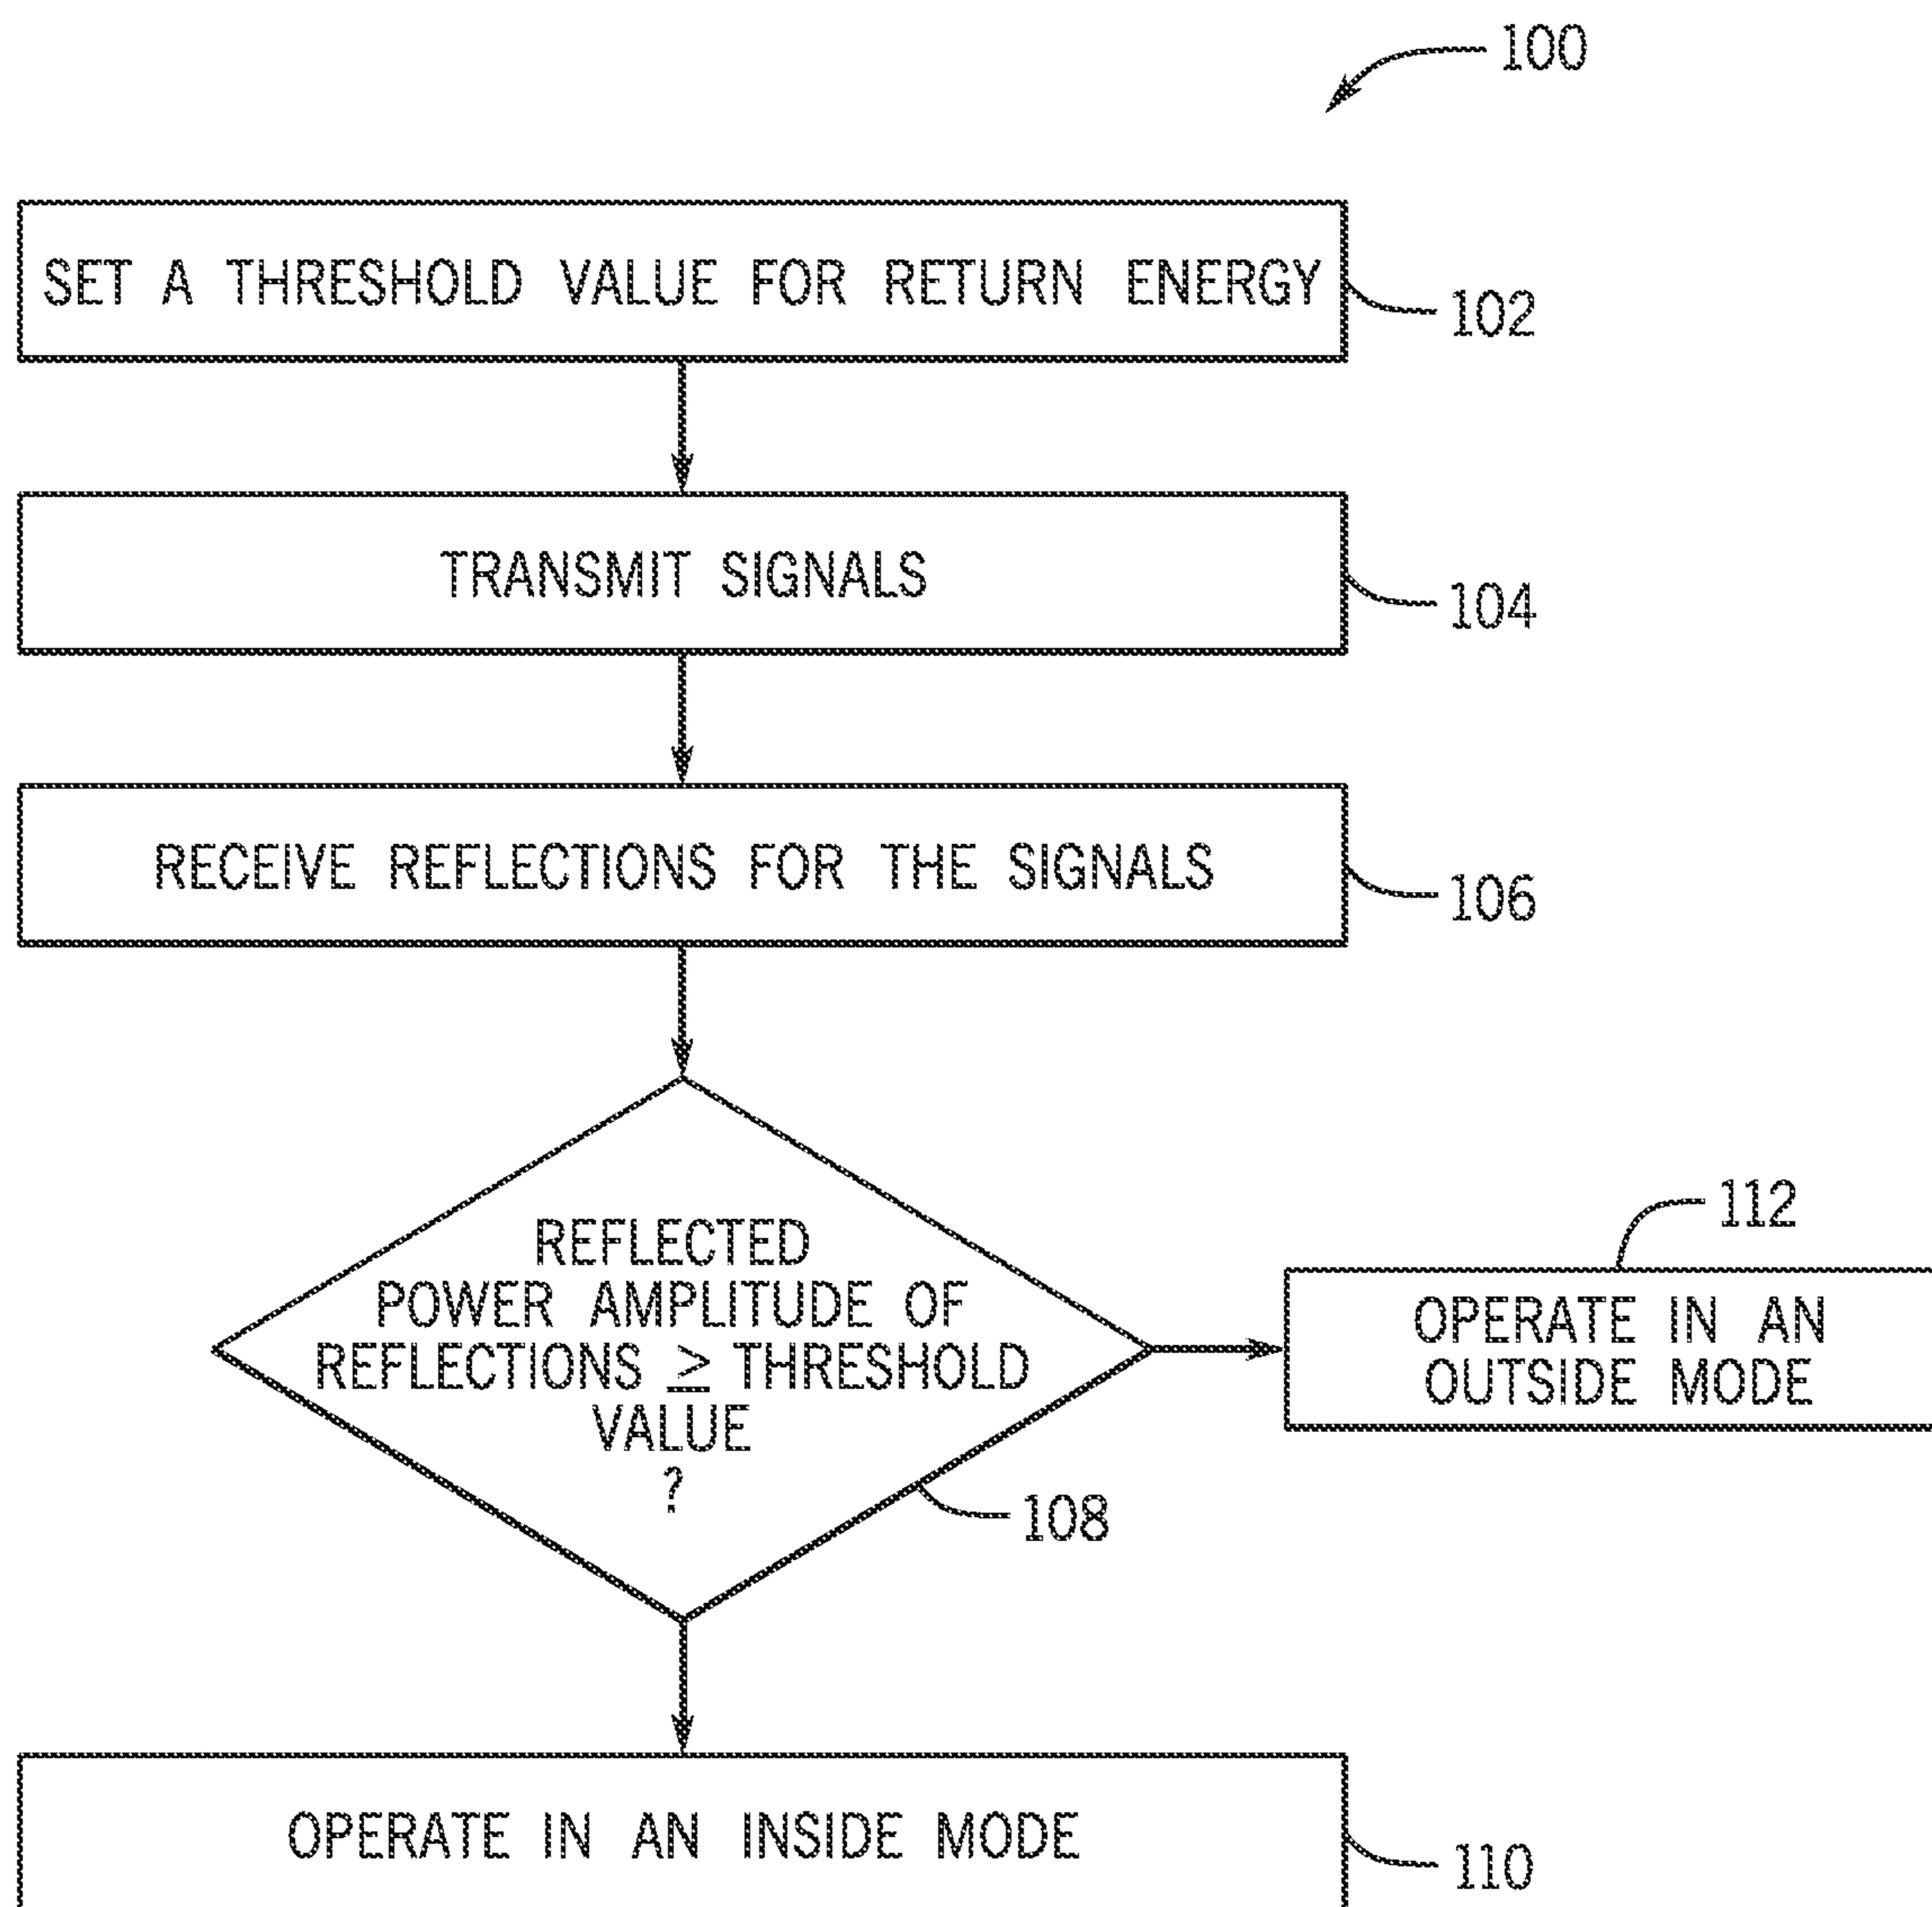 100
SET A THRESHOLD VALUE FOR RETURN ENERGY
102
TRANSMIT SIGNALS
104
RECEIVE REFLECTIONS FOR THE SIGNALS
106
REFLECTED
POWER AMPLITUDE OF
REFLECTIONS ≥ THRESHOLD
VALUE
?
108
112
OPERATE IN AN
OUTSIDE MODE
OPERATE IN AN INSIDE MODE
110